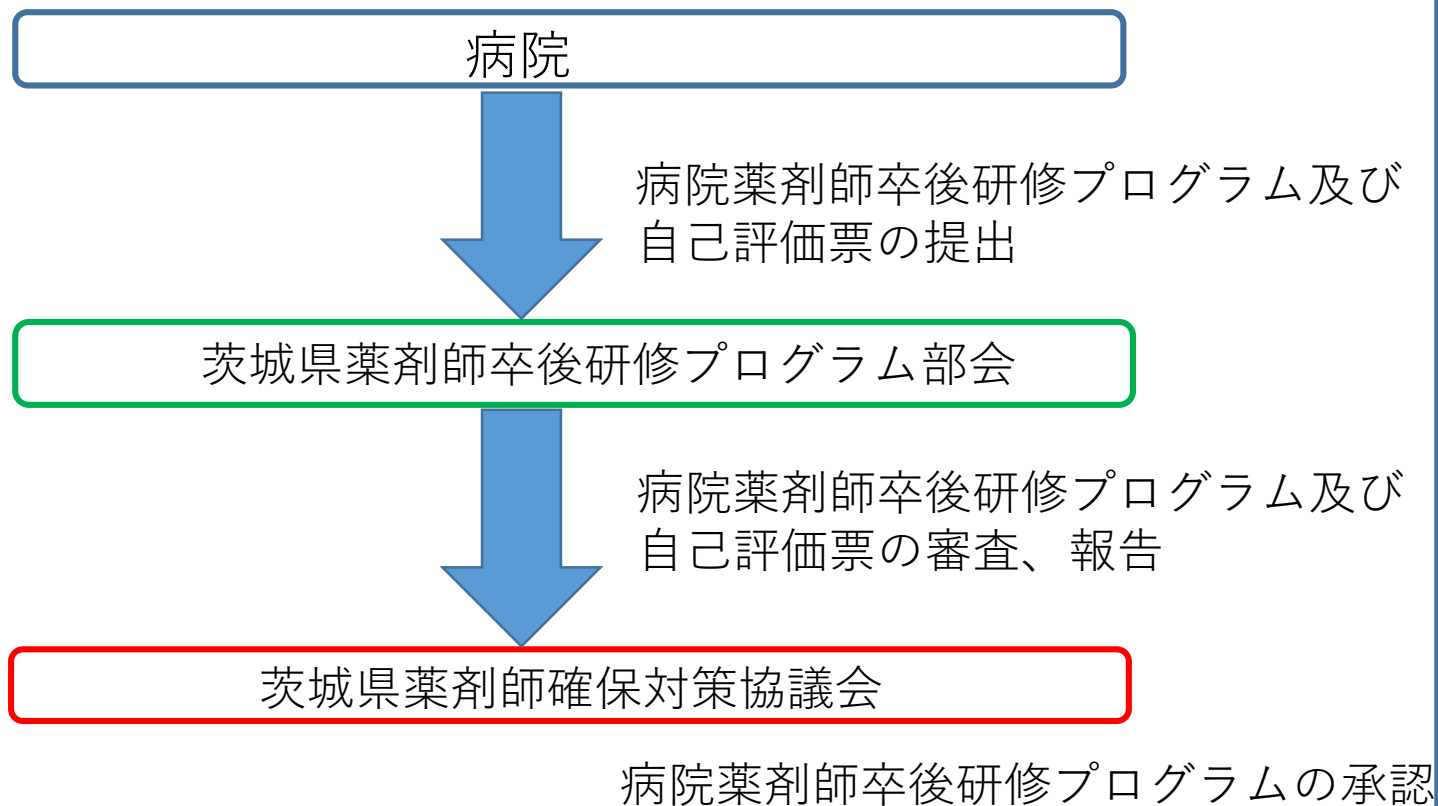 病院
病院薬剤師卒後研修プログラム及び
自己評価票の提出
茨城県薬剤師卒後研修プログラム部会
病院薬剤師卒後研修プログラム及び
自己評価票の審査、報告
茨城県薬剤師確保対策協議会
病院薬剤師卒後研修プログラムの承認